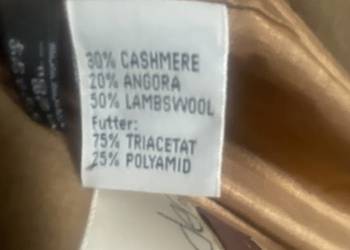 30% CASHMERE
20% ANGORA
50% LAMBSWOOL
Futter:
75% TRIACETAT
25% POLYAMID